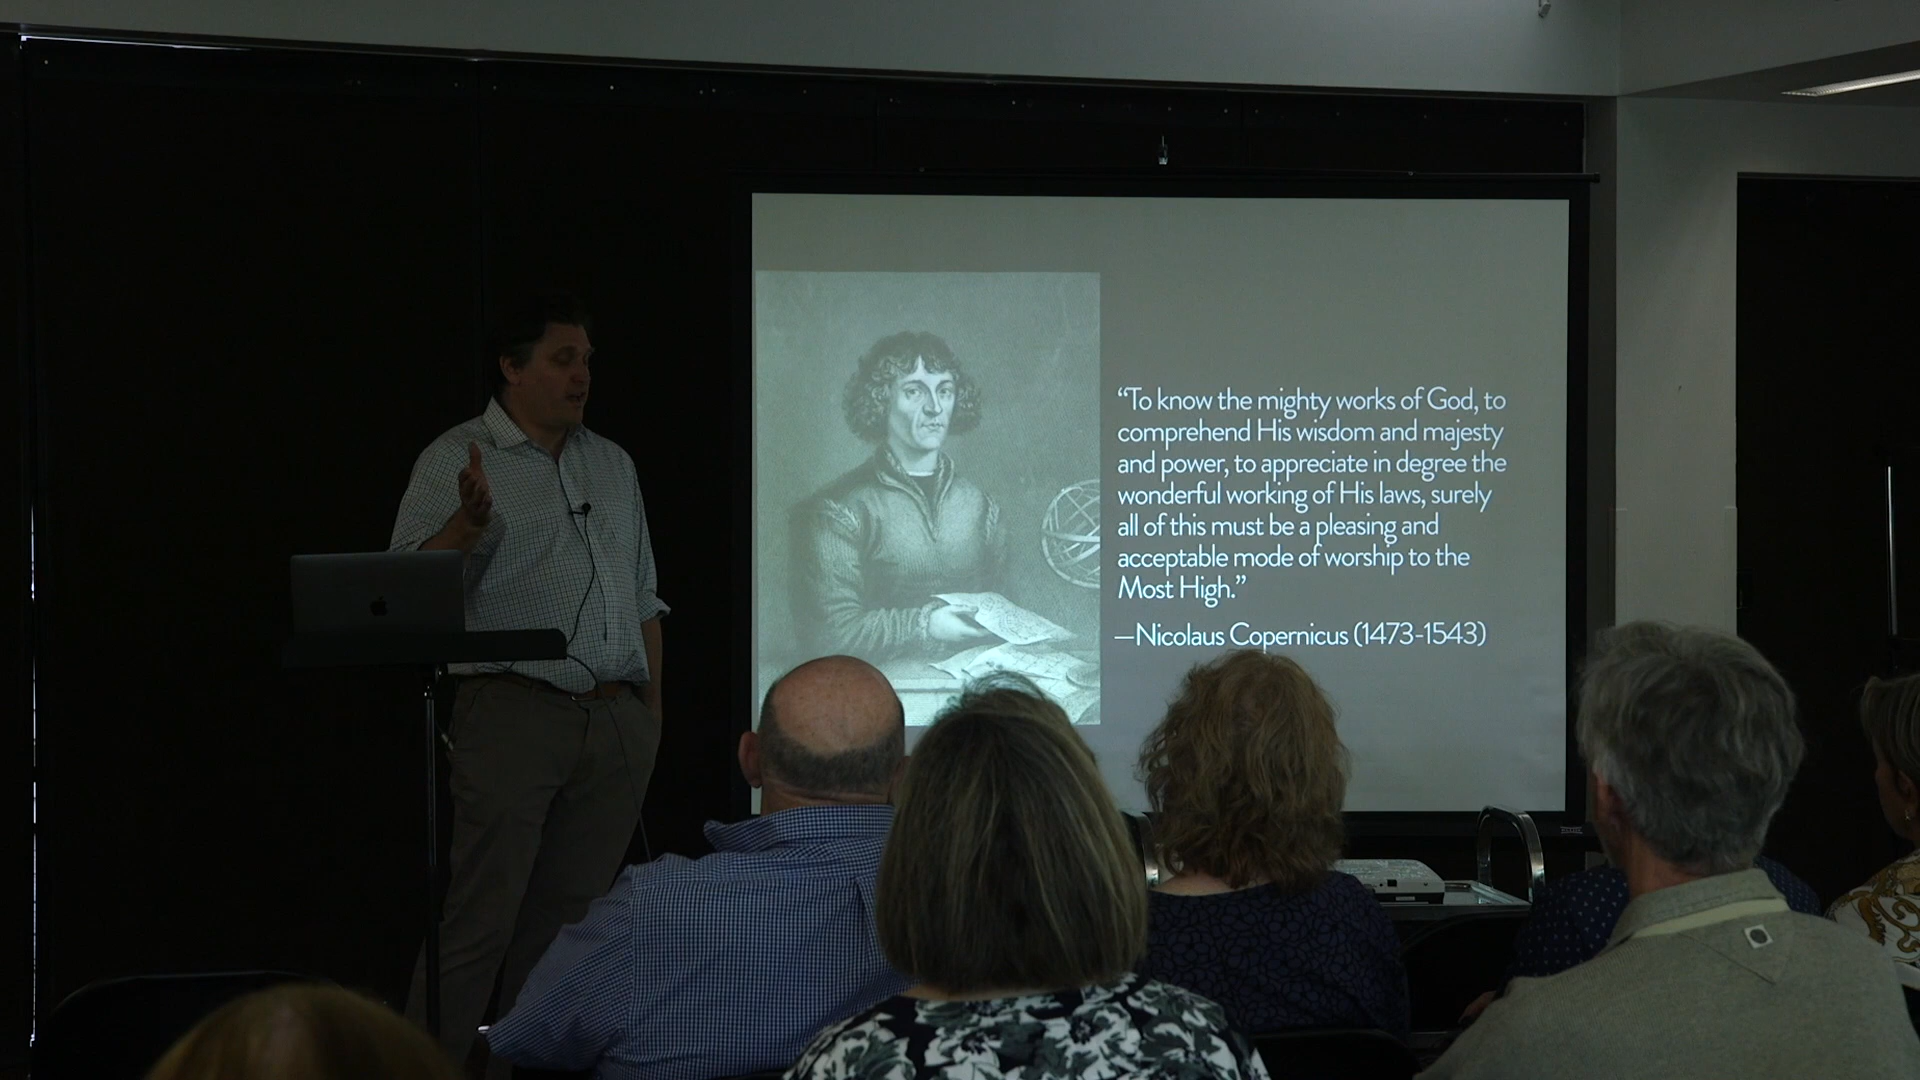 “To know the mighty works of God, to
comprehend His wisdom and majesty
and power, to appreciate in degree the
wonderful working of His laws, surely
all of this must be a pleasing and
acceptable mode of worship to the
Most High.”
—Nicolaus Copernicus (1473-1543)